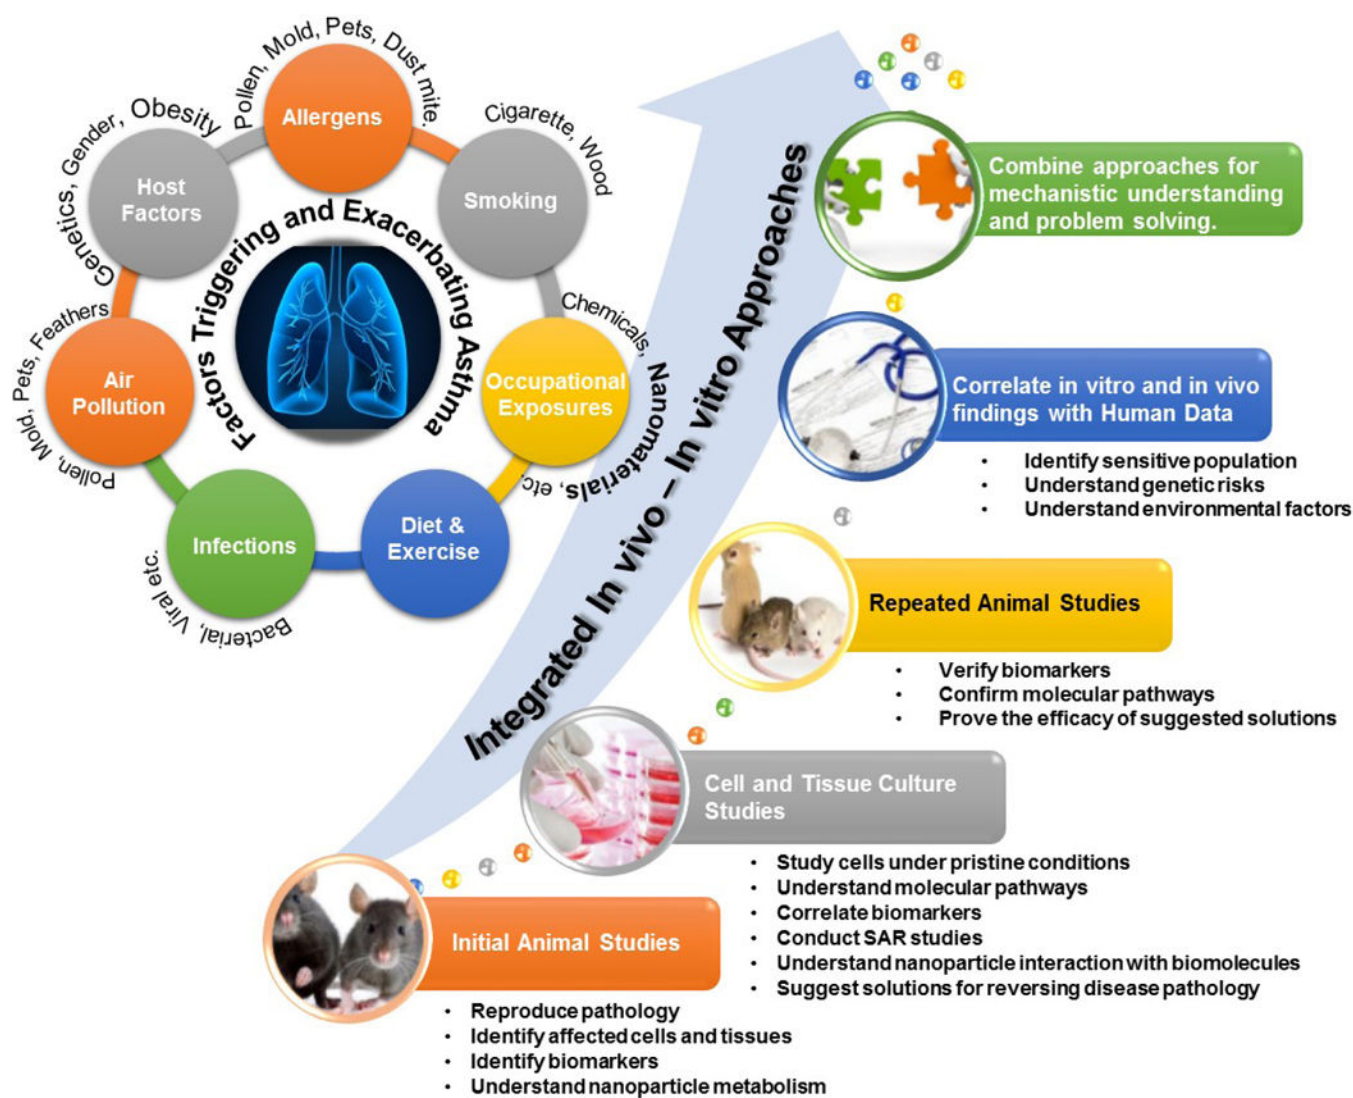 Pollen, Mold, Pets, Dust mite.
Allergens
Cigarette, Wood
Smoking
Chemicals, Nanomaterials, etc.
Occupational
Exposures
Diet &
Exercise
Infections
Bacterial, Viral etc.
Air
Pollution
Pollen, Mold, Pets, Feathers
Host
Factors
Genetics, Gender, Obesity
Factors Triggering and Exacerbating Asthma
Integrated In vivo – In vitro Approaches
Combine approaches for
mechanistic understanding
and problem solving.
Correlate in vitro and in vivo
findings with Human Data
• Identify sensitive population
• Understand genetic risks
• Understand environmental factors
Repeated Animal Studies
• Verify biomarkers
• Confirm molecular pathways
• Prove the efficacy of suggested solutions
Cell and Tissue Culture
Studies
• Study cells under pristine conditions
• Understand molecular pathways
• Correlate biomarkers
• Conduct SAR studies
• Understand nanoparticle interaction with biomolecules
• Suggest solutions for reversing disease pathology
Initial Animal Studies
• Reproduce pathology
• Identify affected cells and tissues
• Identify biomarkers
• Understand nanoparticle metabolism